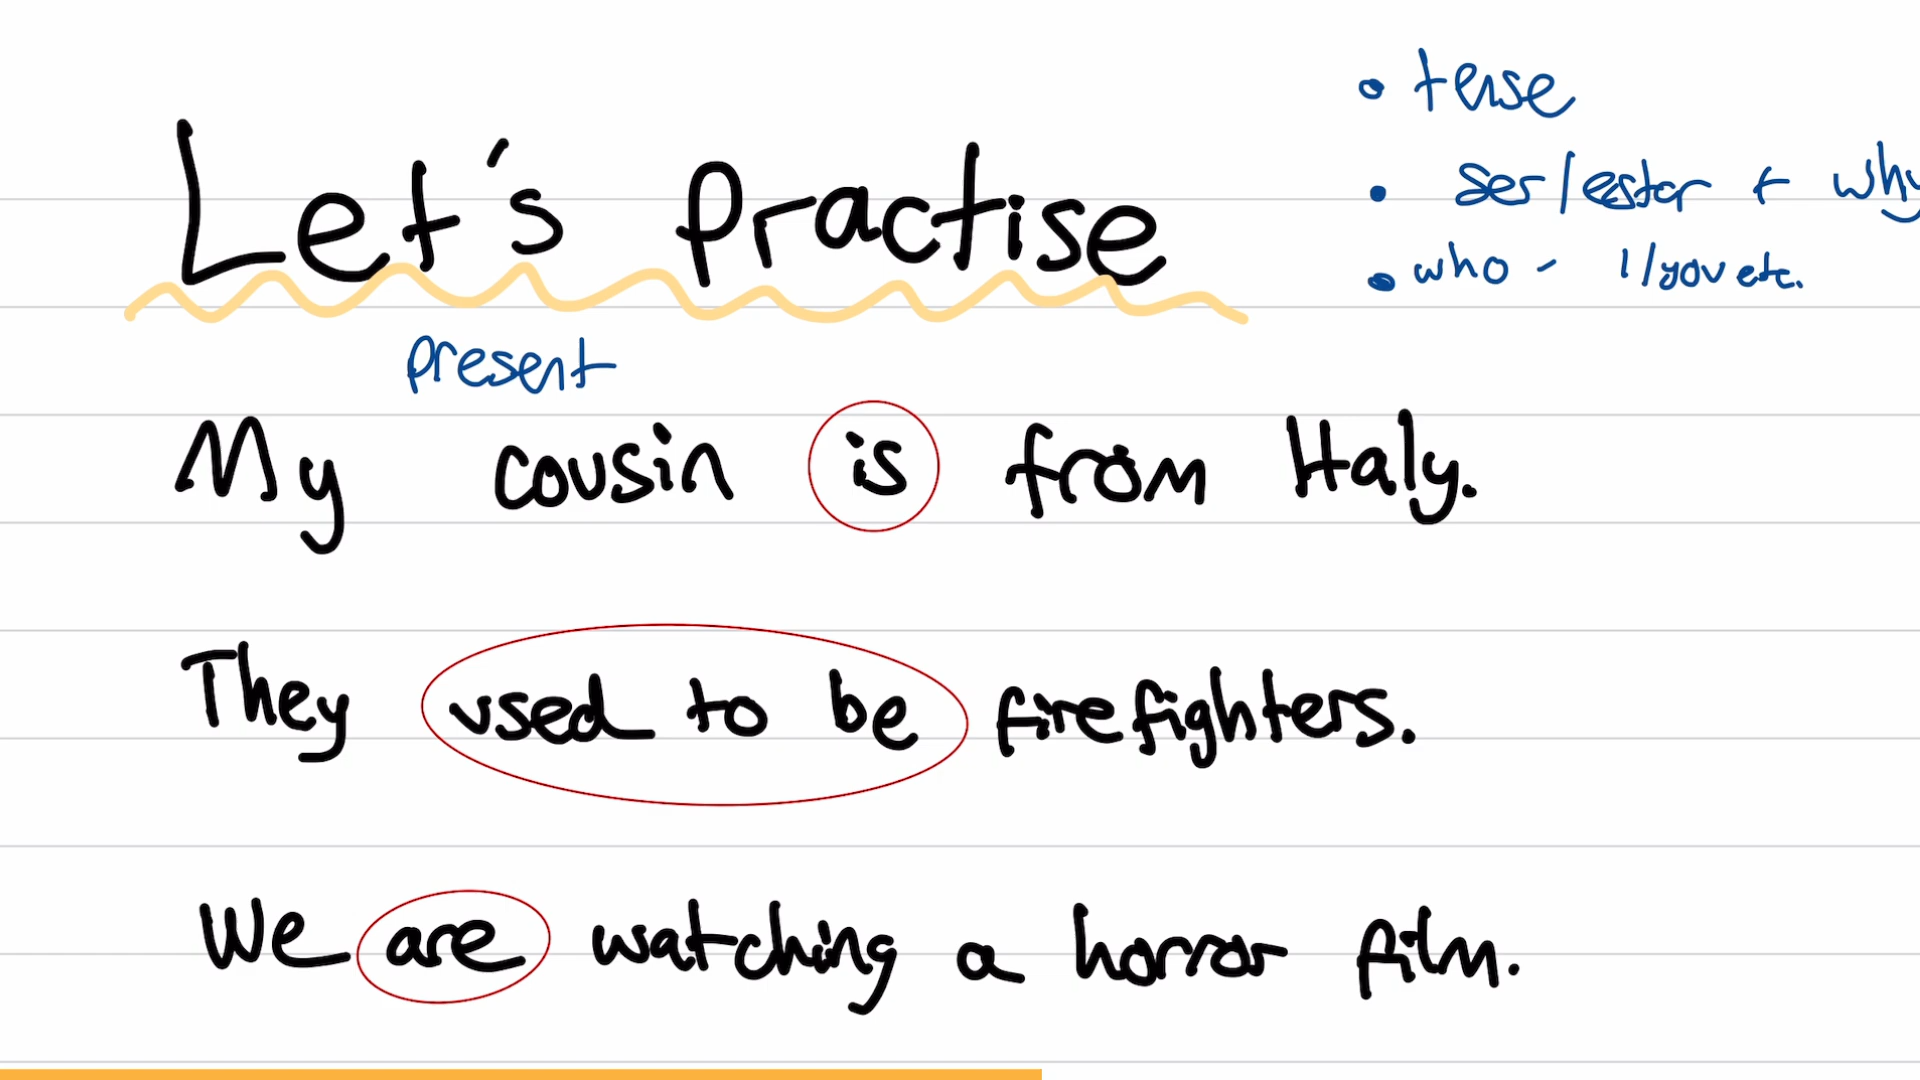 Let's practise
• tense
• ser/estar + why
• who - I/you etc.
present
My cousin is from Italy.
They used to be firefighters.
We are watching a horror film.